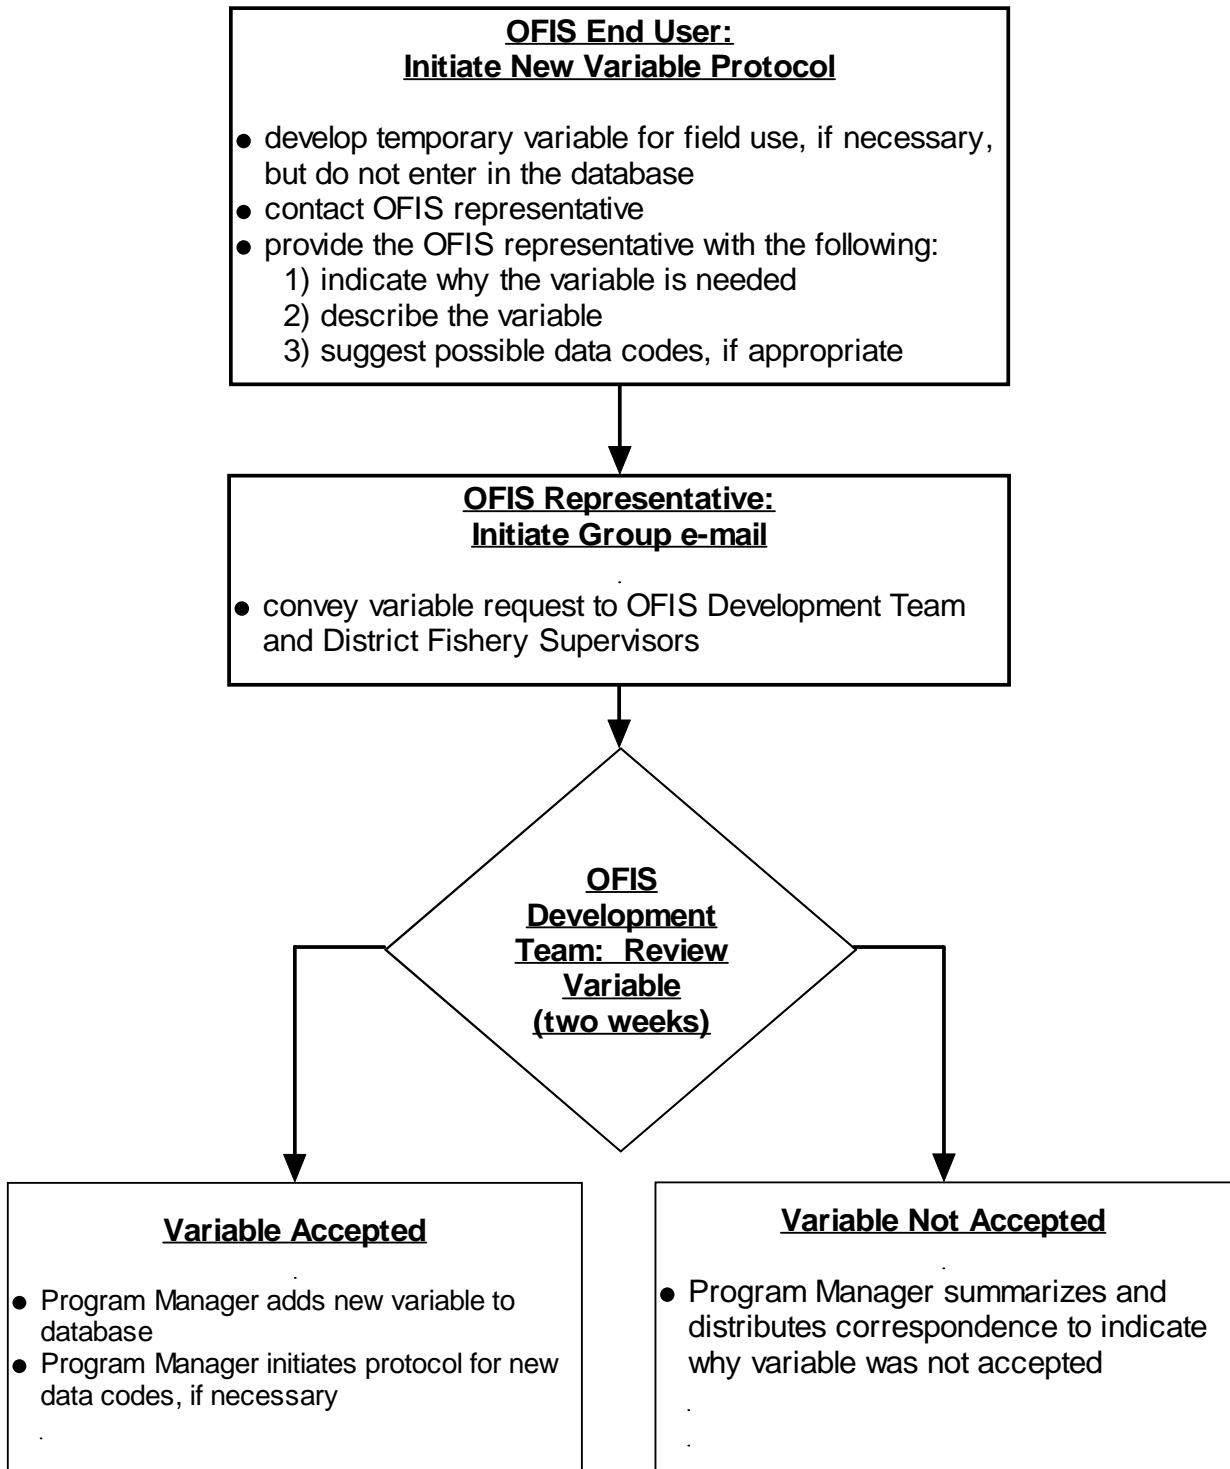 OFIS End User:
Initiate New Variable Protocol
● develop temporary variable for field use, if necessary,
but do not enter in the database
● contact OFIS representative
● provide the OFIS representative with the following:
1) indicate why the variable is needed
2) describe the variable
3) suggest possible data codes, if appropriate
OFIS Representative:
Initiate Group e-mail
.
● convey variable request to OFIS Development Team
and District Fishery Supervisors
OFIS
Development
Team: Review
Variable
(two weeks)
Variable Accepted
.
● Program Manager adds new variable to
database
● Program Manager initiates protocol for new
data codes, if necessary
.
Variable Not Accepted
.
● Program Manager summarizes and
distributes correspondence to indicate
why variable was not accepted
.
.